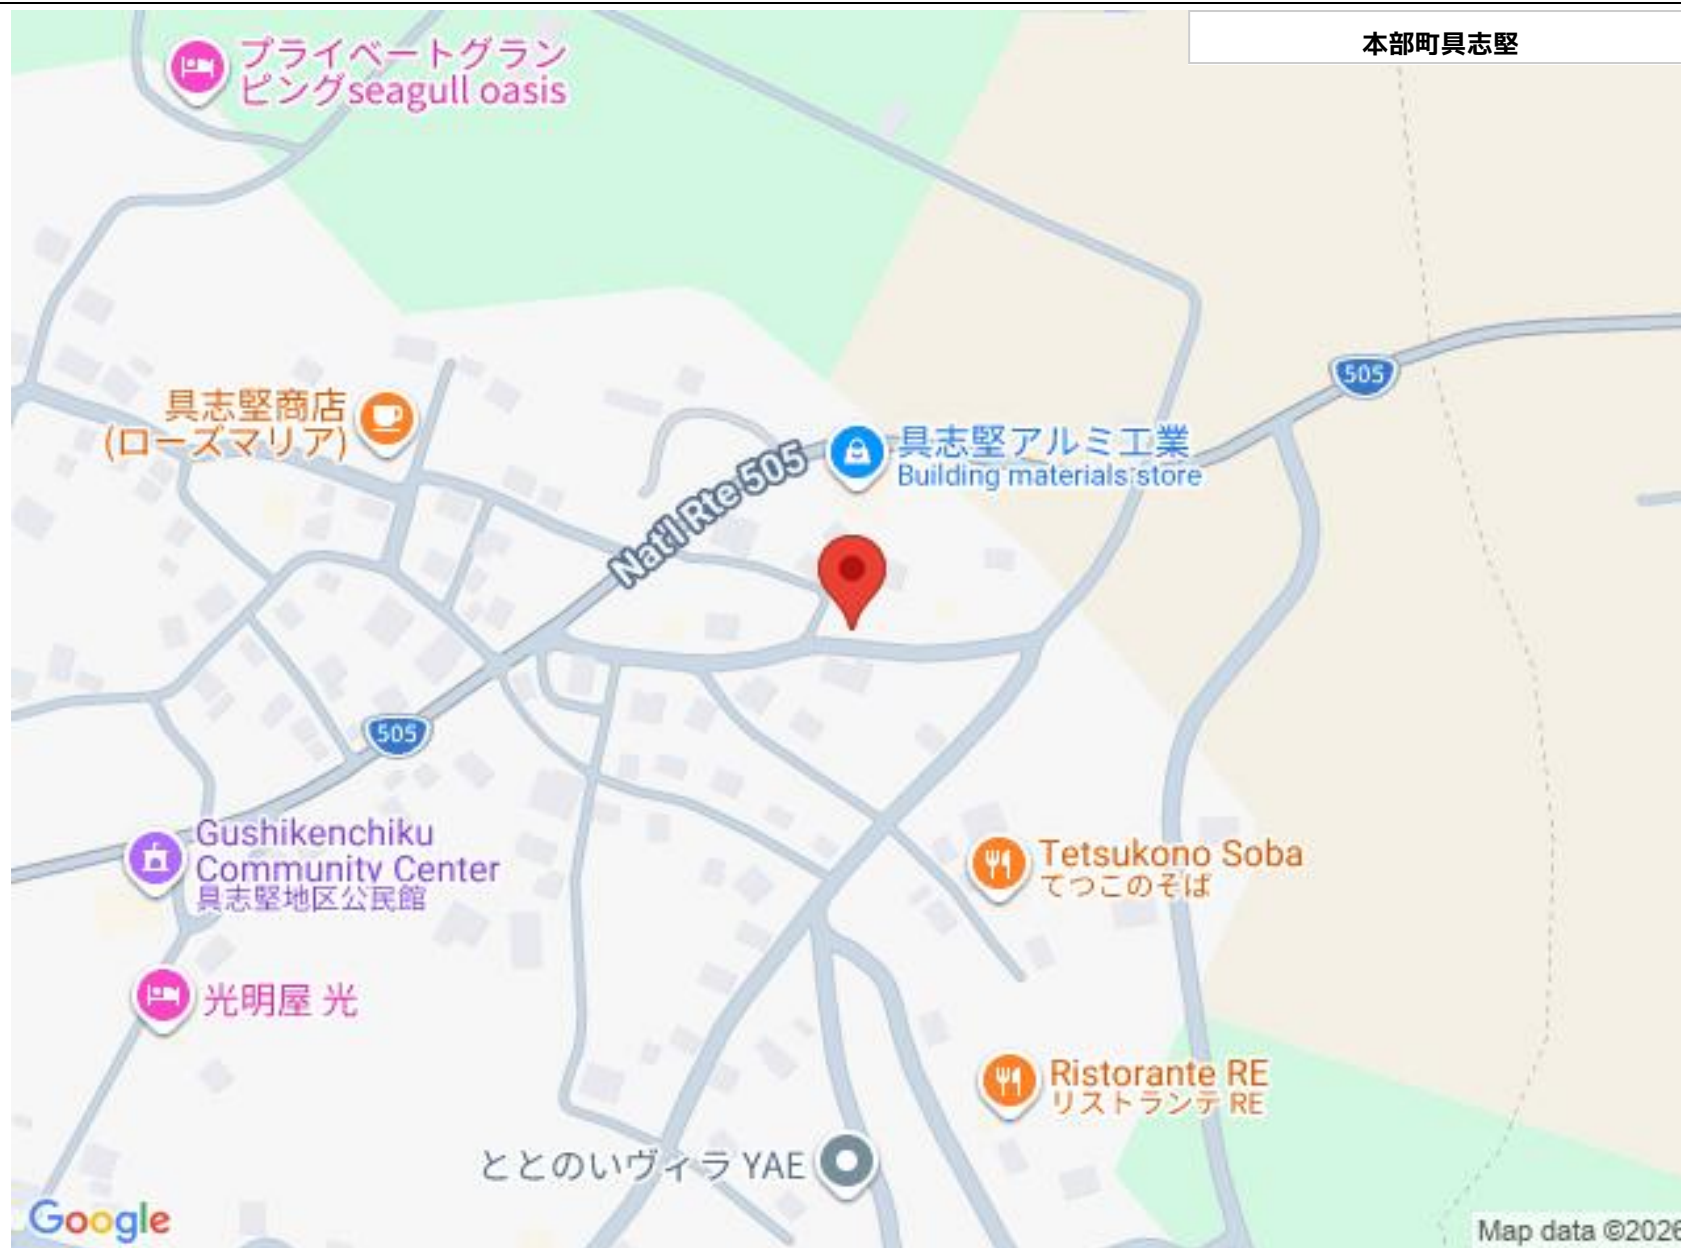 本部町具志堅
プライベートグラン
ピングseagull oasis
505
具志堅商店
(ローズマリア)
具志堅アルミ工業
Building materials store
Nat'l Rte 505
505
Gushikenchiku
Community Center
具志堅地区公民館
Tetsukono Soba
てつこのそば
光明屋 光
Ristorante RE
リストランテ RE
ととのいヴィラ YAE
Google
Map data ©2026